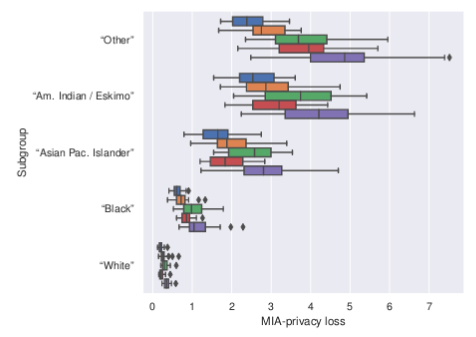 "Other"
"Am. Indian / Eskimo"
"Asian Pac. Islander"
"Black"
"White"
Subgroup
0 1 2 3 4 5 6 7
MIA-privacy loss